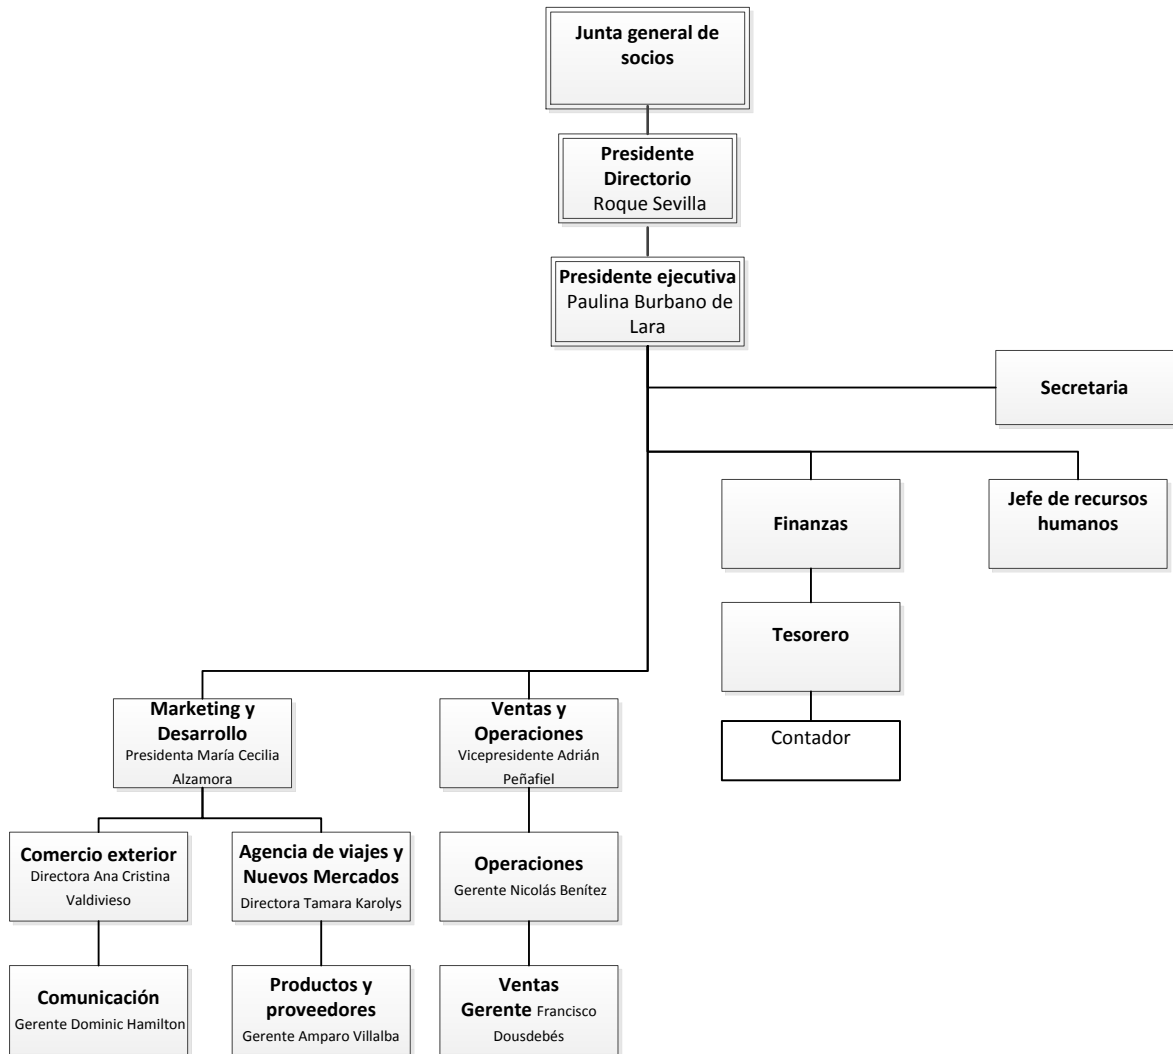 Junta general de
socios
Presidente
Directorio
Roque Sevilla
Presidente ejecutiva
Paulina Burbano de
Lara
Secretaria
Finanzas
Jefe de recursos
humanos
Tesorero
Contador
Marketing y
Desarrollo
Presidenta María Cecilia
Alzamora
Ventas y
Operaciones
Vicepresidente Adrián
Peñafiel
Comercio exterior
Directora Ana Cristina
Valdivieso
Agencia de viajes y
Nuevos Mercados
Directora Tamara Karolys
Operaciones
Gerente Nicolás Benítez
Comunicación
Gerente Dominic Hamilton
Productos y
proveedores
Gerente Amparo Villalba
Ventas
Gerente Francisco
Dousdebés